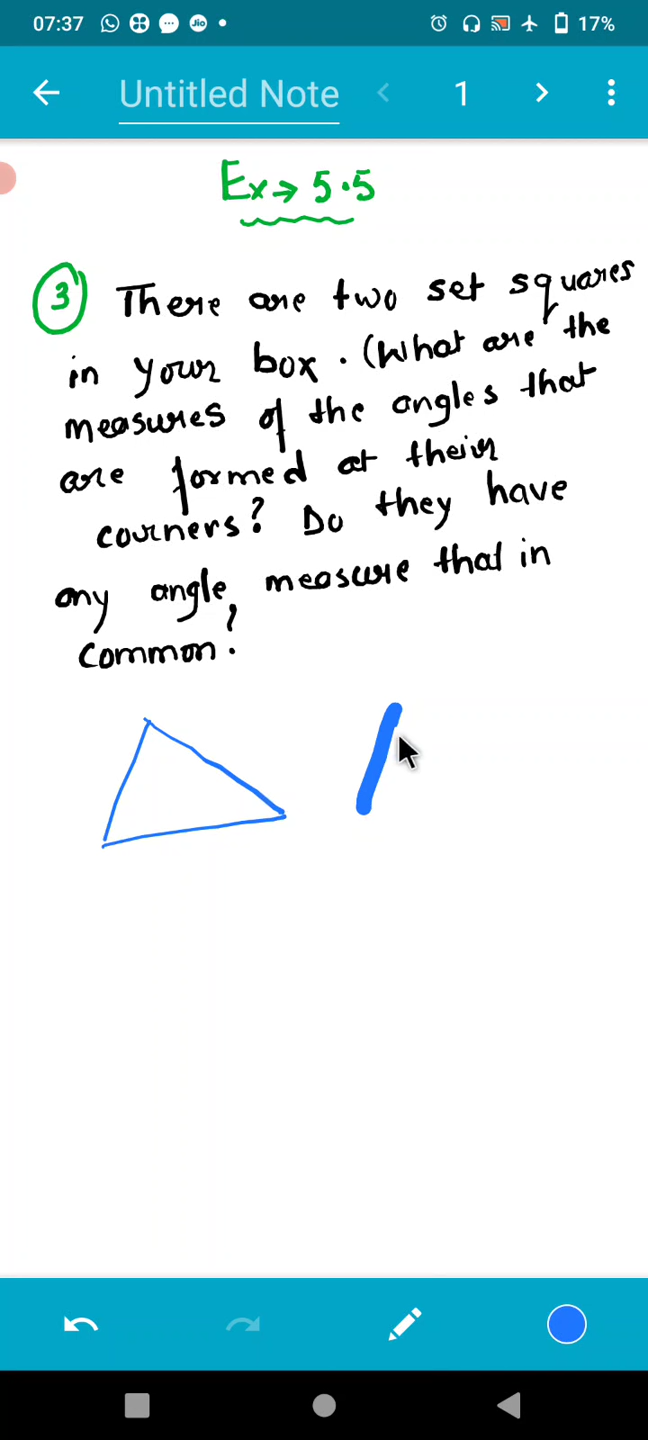 07:37
17%
Untitled Note
1
Ex → 5.5
3 There are two set squares
in your box. (What are the
measures of the angles that
are formed at their
corners? Do they have
any angle, measure that in
common.